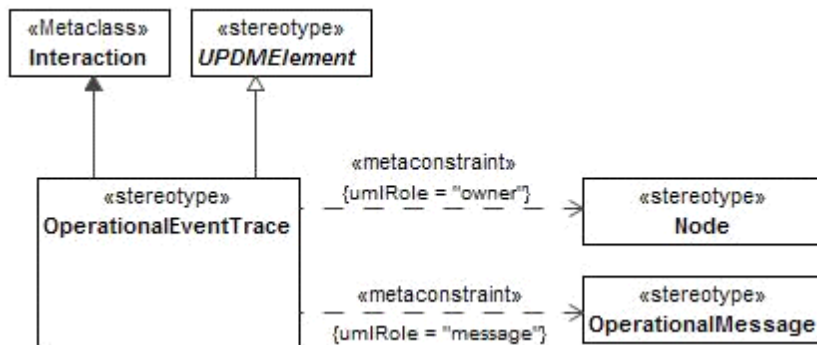 «Metaclass»
Interaction
«stereotype»
UPDMElement
«stereotype»
OperationalEventTrace
«metaconstraint»
{umlRole = "owner"}
«stereotype»
Node
«metaconstraint»
{umlRole = "message"}
«stereotype»
OperationalMessage